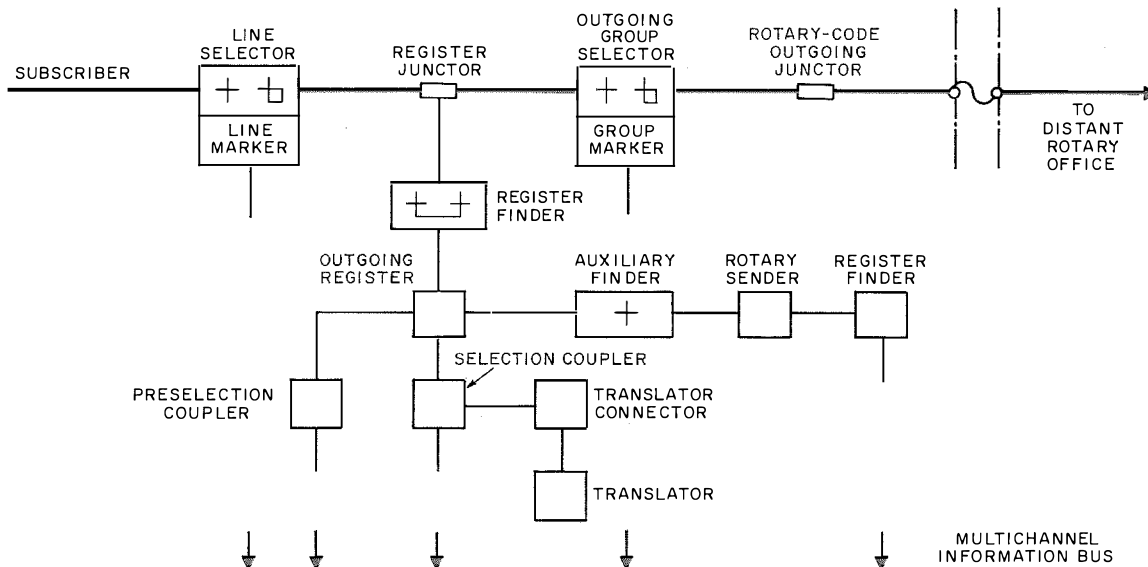 SUBSCRIBER
LINE
SELECTOR
LINE
MARKER
REGISTER
JUNCTOR
OUTGOING
GROUP
SELECTOR
GROUP
MARKER
ROTARY-CODE
OUTGOING
JUNCTOR
TO
DISTANT
ROTARY
OFFICE
REGISTER
FINDER
OUTGOING
REGISTER
AUXILIARY
FINDER
ROTARY
SENDER
REGISTER
FINDER
SELECTION COUPLER
PRESELECTION
COUPLER
TRANSLATOR
CONNECTOR
TRANSLATOR
MULTICHANNEL
INFORMATION BUS